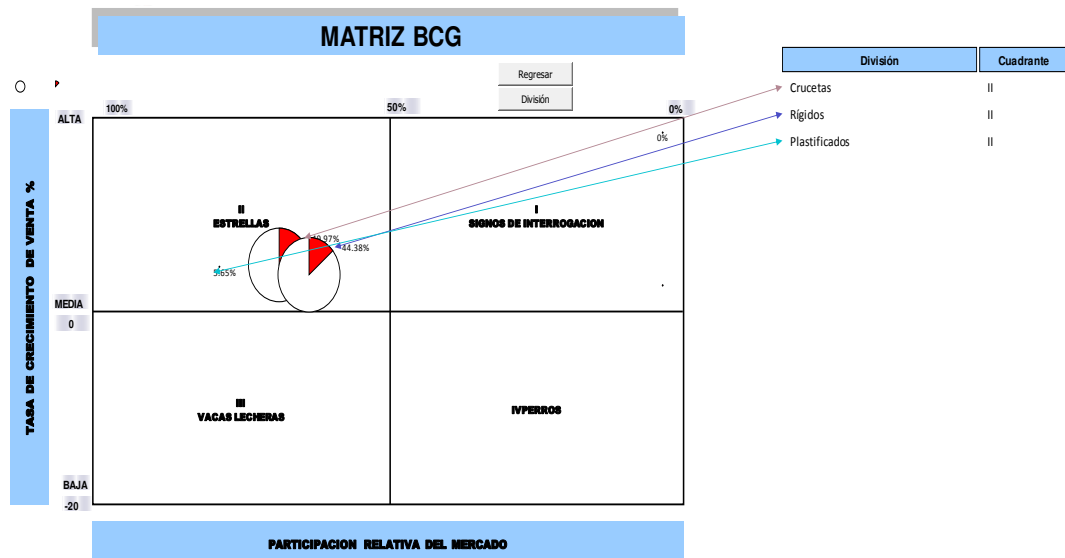 MATRIZ BCG
División Cuadrante
Regresar
División
Crucetas II
Rígidos II
Plastificados II
100% 50% 0%
ALTA
0%
II
ESTRELLAS
I
SIGNOS DE INTERROGACION
44.38%
5.65%
MEDIA
0
III
VACAS LECHERAS
IVPERROS
BAJA
-20
TASA DE CRECIMIENTO DE VENTA %
PARTICIPACION RELATIVA DEL MERCADO